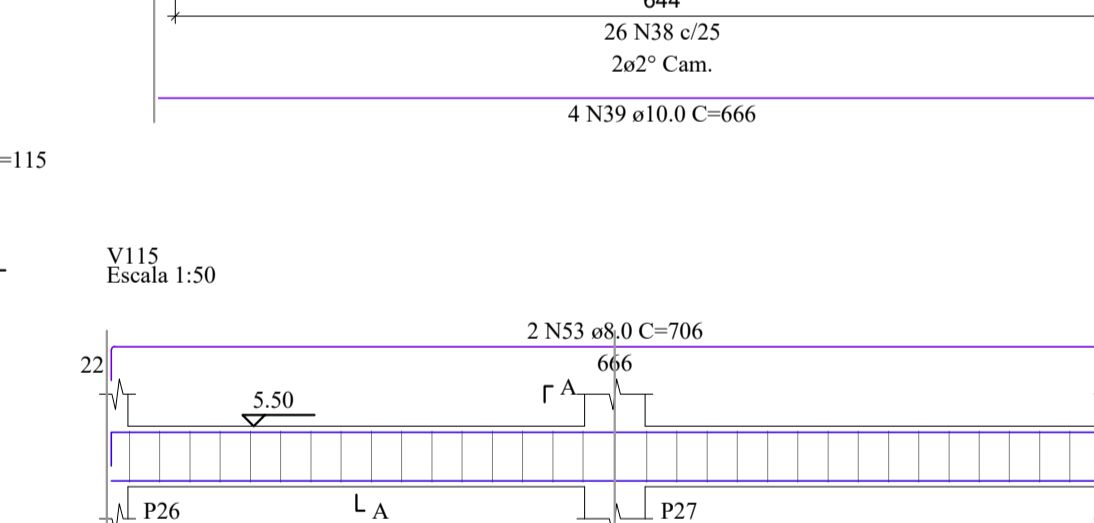 644
26 N38 c/25
2ø2° Cam.
4 N39 ø10.0 C=666
=115
V115
Escala 1:50
2 N53 ø8.0 C=706
22
666
A
5.50
P26
A
P27